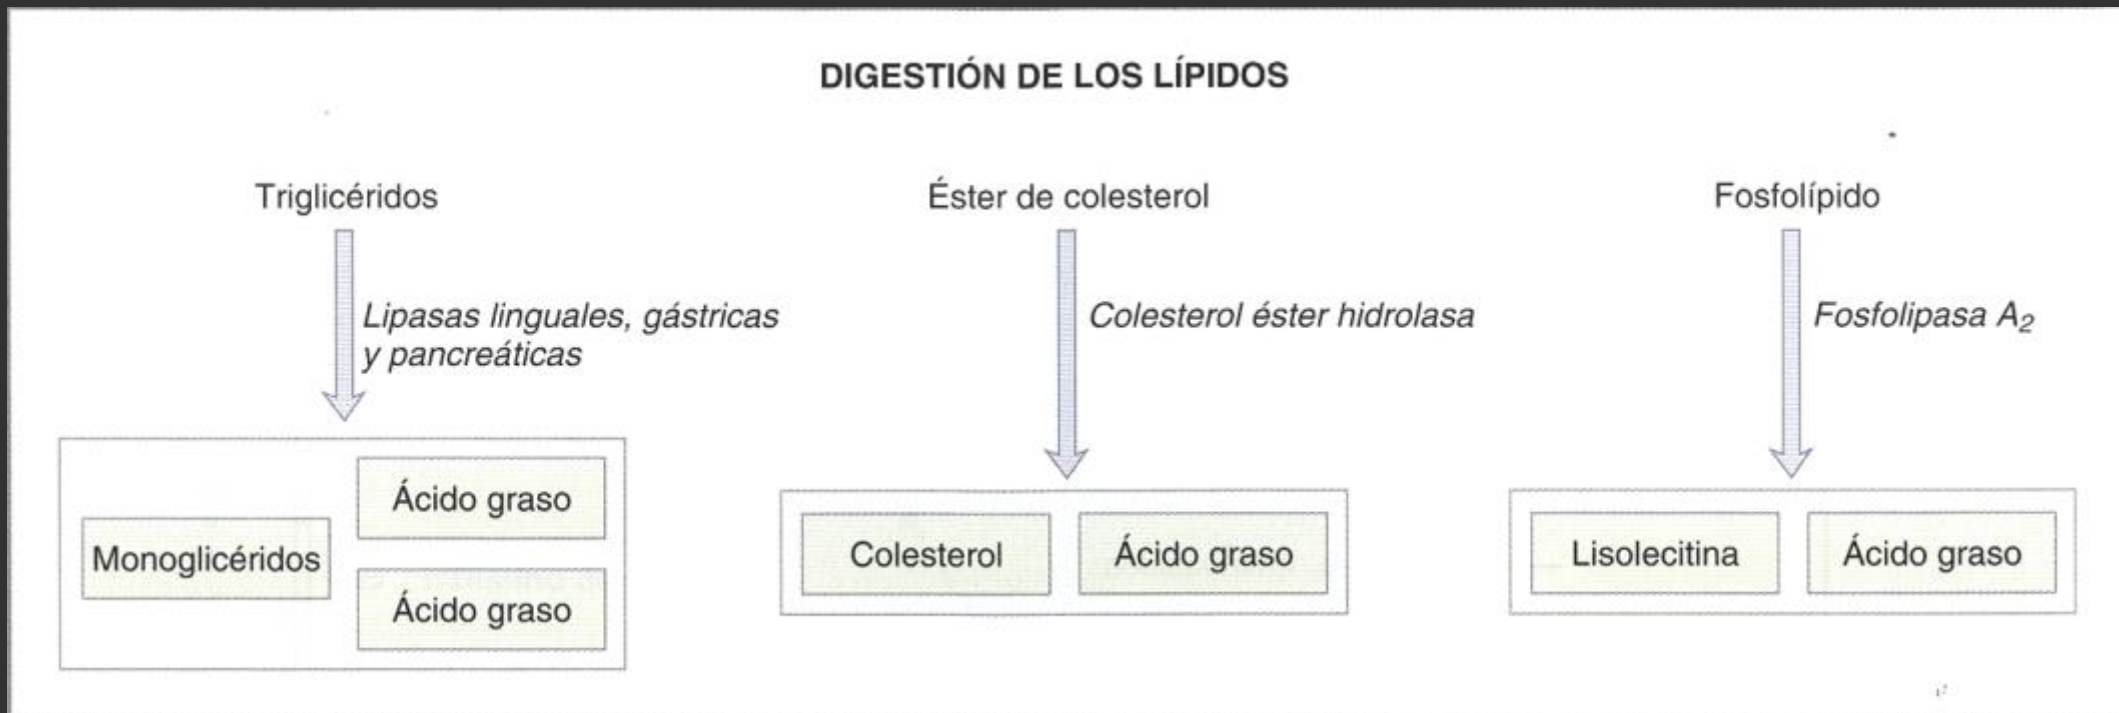 DIGESTIÓN DE LOS LÍPIDOS
Triglicéridos
Lipasas linguales, gástricas
y pancreáticas
Monoglicéridos
Ácido graso
Ácido graso
Éster de colesterol
Colesterol éster hidrolasa
Colesterol
Ácido graso
Fosfolípido
Fosfolipasa A₂
Lisolecitina
Ácido graso